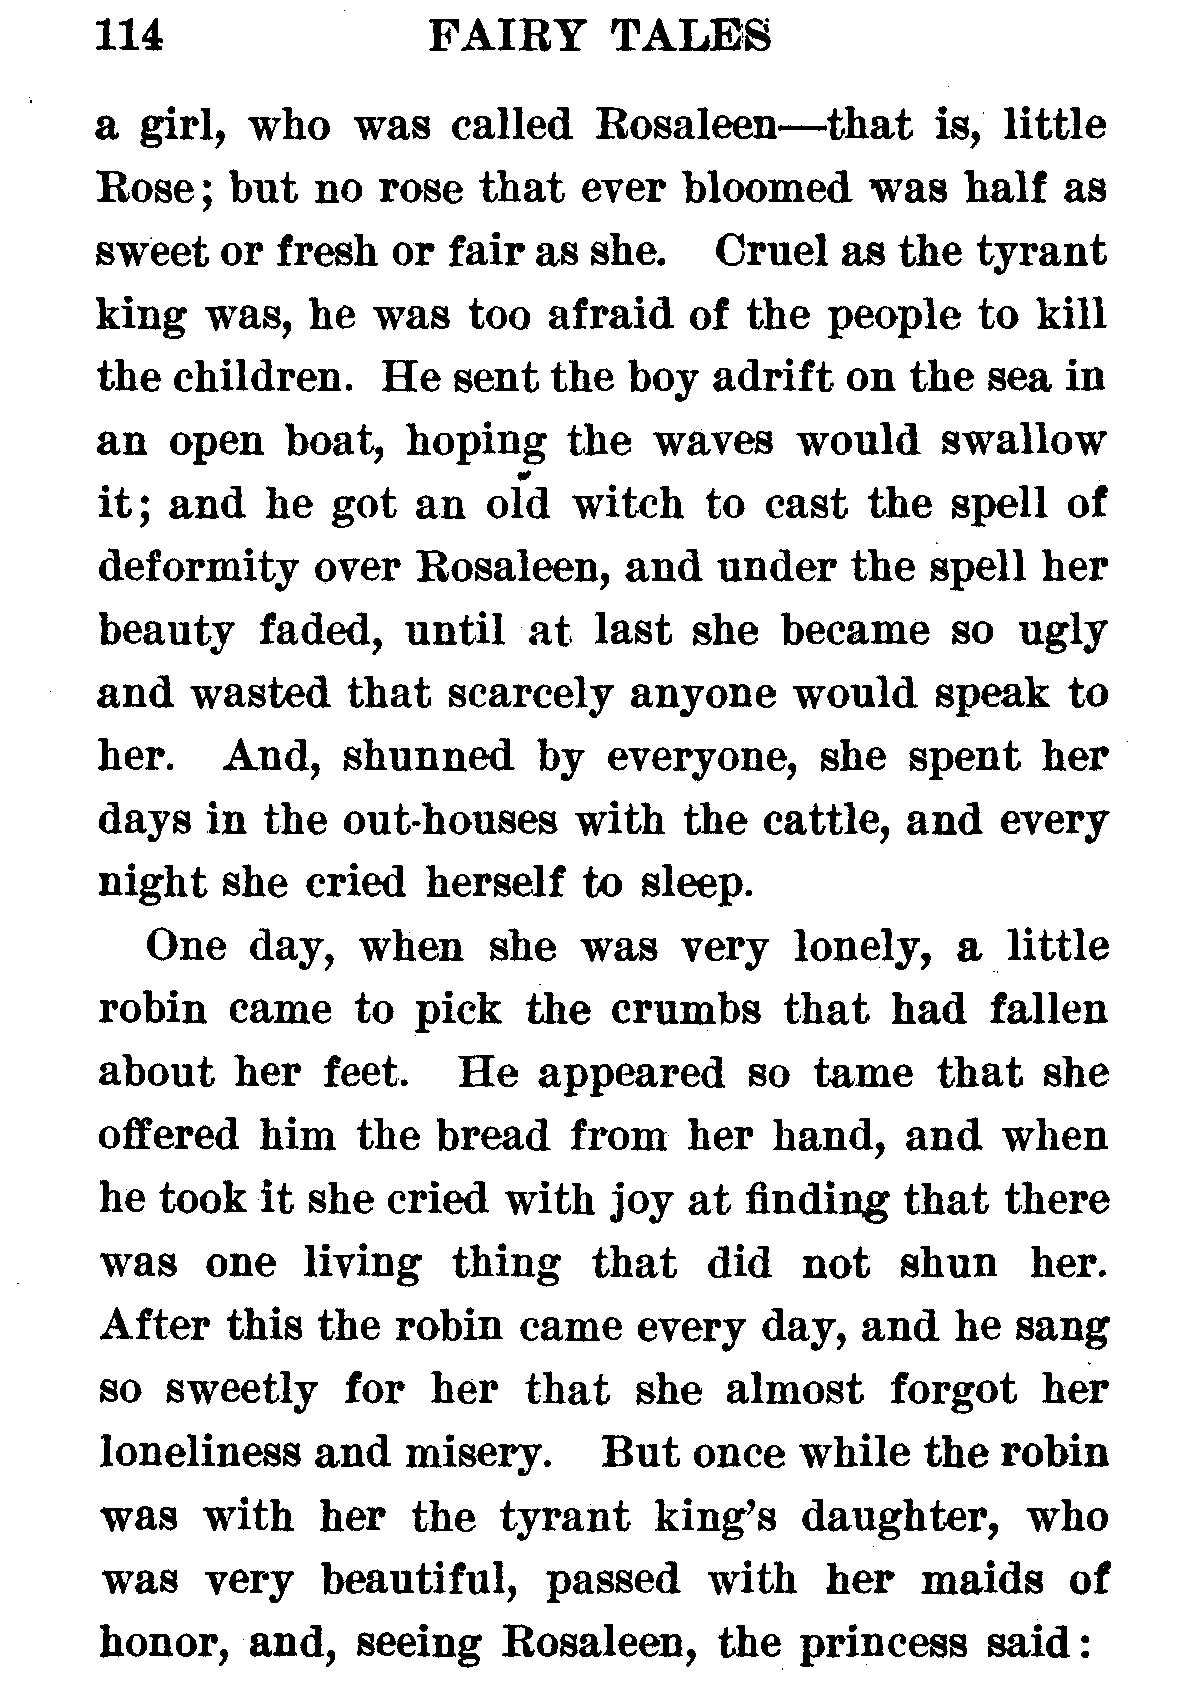 114 FAIRY TALES
a girl, who was called Rosaleen—that is, little
Rose; but no rose that ever bloomed was half as
sweet or fresh or fair as she. Cruel as the tyrant
king was, he was too afraid of the people to kill
the children. He sent the boy adrift on the sea in
an open boat, hoping the waves would swallow
it; and he got an old witch to cast the spell of
deformity over Rosaleen, and under the spell her
beauty faded, until at last she became so ugly
and wasted that scarcely anyone would speak to
her. And, shunned by everyone, she spent her
days in the out-houses with the cattle, and every
night she cried herself to sleep.
One day, when she was very lonely, a little
robin came to pick the crumbs that had fallen
about her feet. He appeared so tame that she
offered him the bread from her hand, and when
he took it she cried with joy at finding that there
was one living thing that did not shun her.
After this the robin came every day, and he sang
so sweetly for her that she almost forgot her
loneliness and misery. But once while the robin
was with her the tyrant king's daughter, who
was very beautiful, passed with her maids of
honor, and, seeing Rosaleen, the princess said: